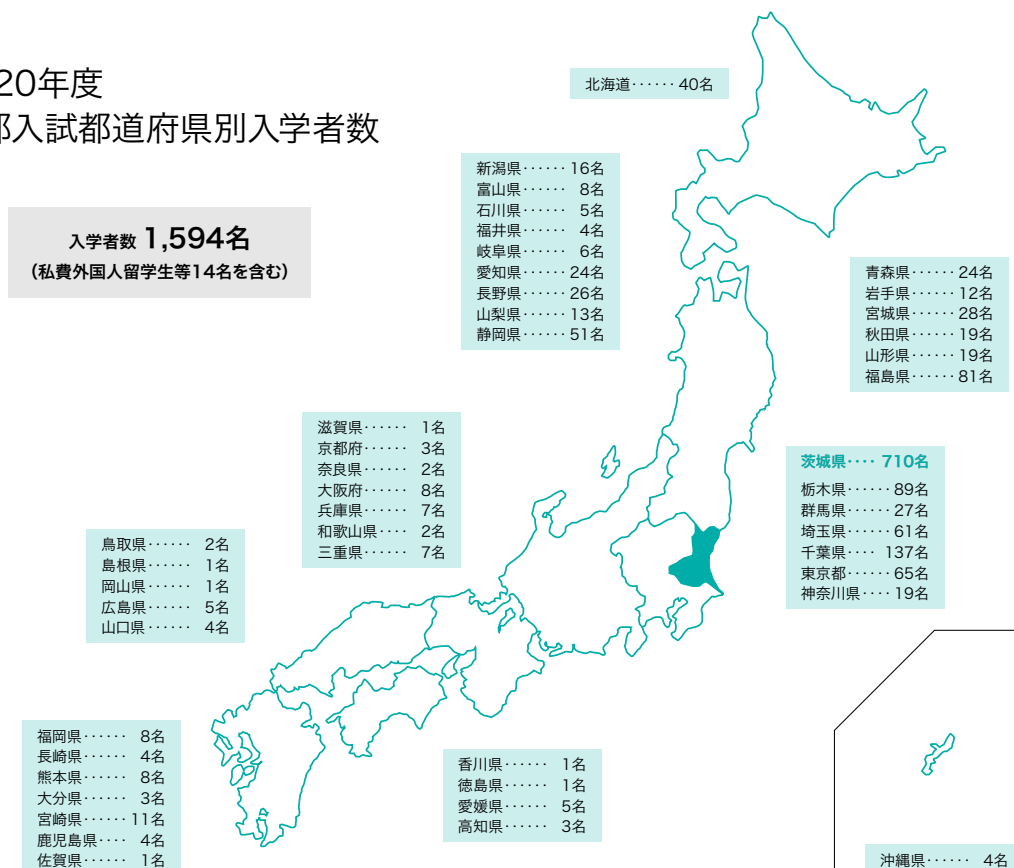 20年度
部入試都道府県別入学者数
入学者数 1,594名
（私費外国人留学生等14名を含む）
北海道‥‥‥ 40名
新潟県‥‥‥ 16名
富山県‥‥‥ 8名
石川県‥‥‥ 5名
福井県‥‥‥ 4名
岐阜県‥‥‥ 6名
愛知県‥‥‥ 24名
長野県‥‥‥ 26名
山梨県‥‥‥ 13名
静岡県‥‥‥ 51名
青森県‥‥‥ 24名
岩手県‥‥‥ 12名
宮城県‥‥‥ 28名
秋田県‥‥‥ 19名
山形県‥‥‥ 19名
福島県‥‥‥ 81名
滋賀県‥‥‥ 1名
京都府‥‥‥ 3名
奈良県‥‥‥ 2名
大阪府‥‥‥ 8名
兵庫県‥‥‥ 7名
和歌山県‥‥ 2名
三重県‥‥‥ 7名
茨城県‥‥ 710名
栃木県‥‥‥ 89名
群馬県‥‥‥ 27名
埼玉県‥‥‥ 61名
千葉県‥‥ 137名
東京都‥‥‥ 65名
神奈川県‥‥ 19名
鳥取県‥‥‥ 2名
島根県‥‥‥ 1名
岡山県‥‥‥ 1名
広島県‥‥‥ 5名
山口県‥‥‥ 4名
福岡県‥‥‥ 8名
長崎県‥‥‥ 4名
熊本県‥‥‥ 8名
大分県‥‥‥ 3名
宮崎県‥‥‥ 11名
鹿児島県‥‥ 4名
佐賀県‥‥‥ 1名
香川県‥‥‥ 1名
徳島県‥‥‥ 1名
愛媛県‥‥‥ 5名
高知県‥‥‥ 3名
沖縄県‥‥‥ 4名